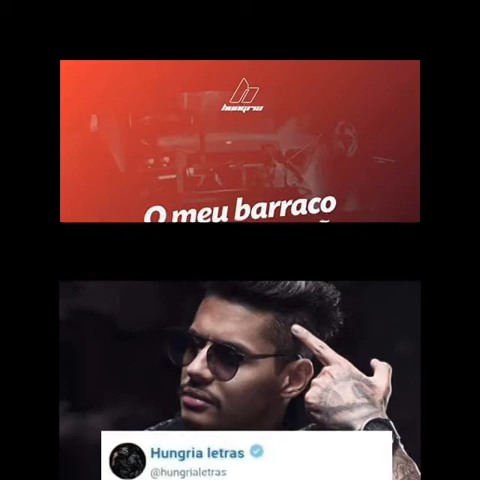 hungria
O meu barraco
Hungria letras
@hungrialetras